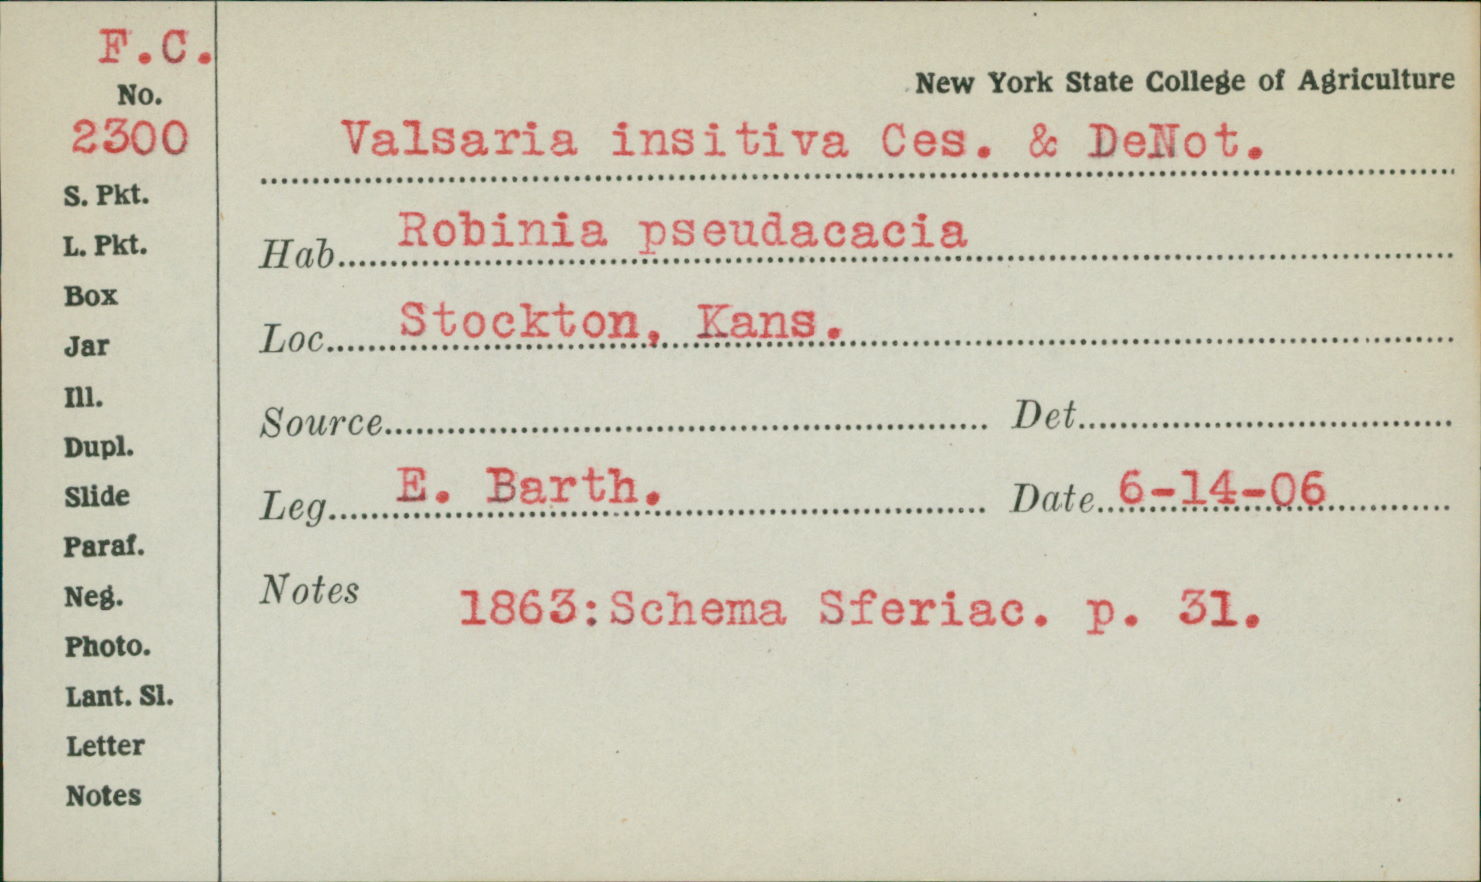 F.C.
No.
2300
S. Pkt.
L. Pkt.
Box
Jar
Ill.
Dupl.
Slide
Paraf.
Neg.
Photo.
Lant. Sl.
Letter
Notes
New York State College of Agriculture
Valsaria insitiva Ces. & DeNot.
Hab. Robinia pseudacacia
Loc. Stockton, Kans.
Source Det.
Leg. E. Barth. Date 6-14-06
Notes 1863:Schema Sferiac. p. 31.